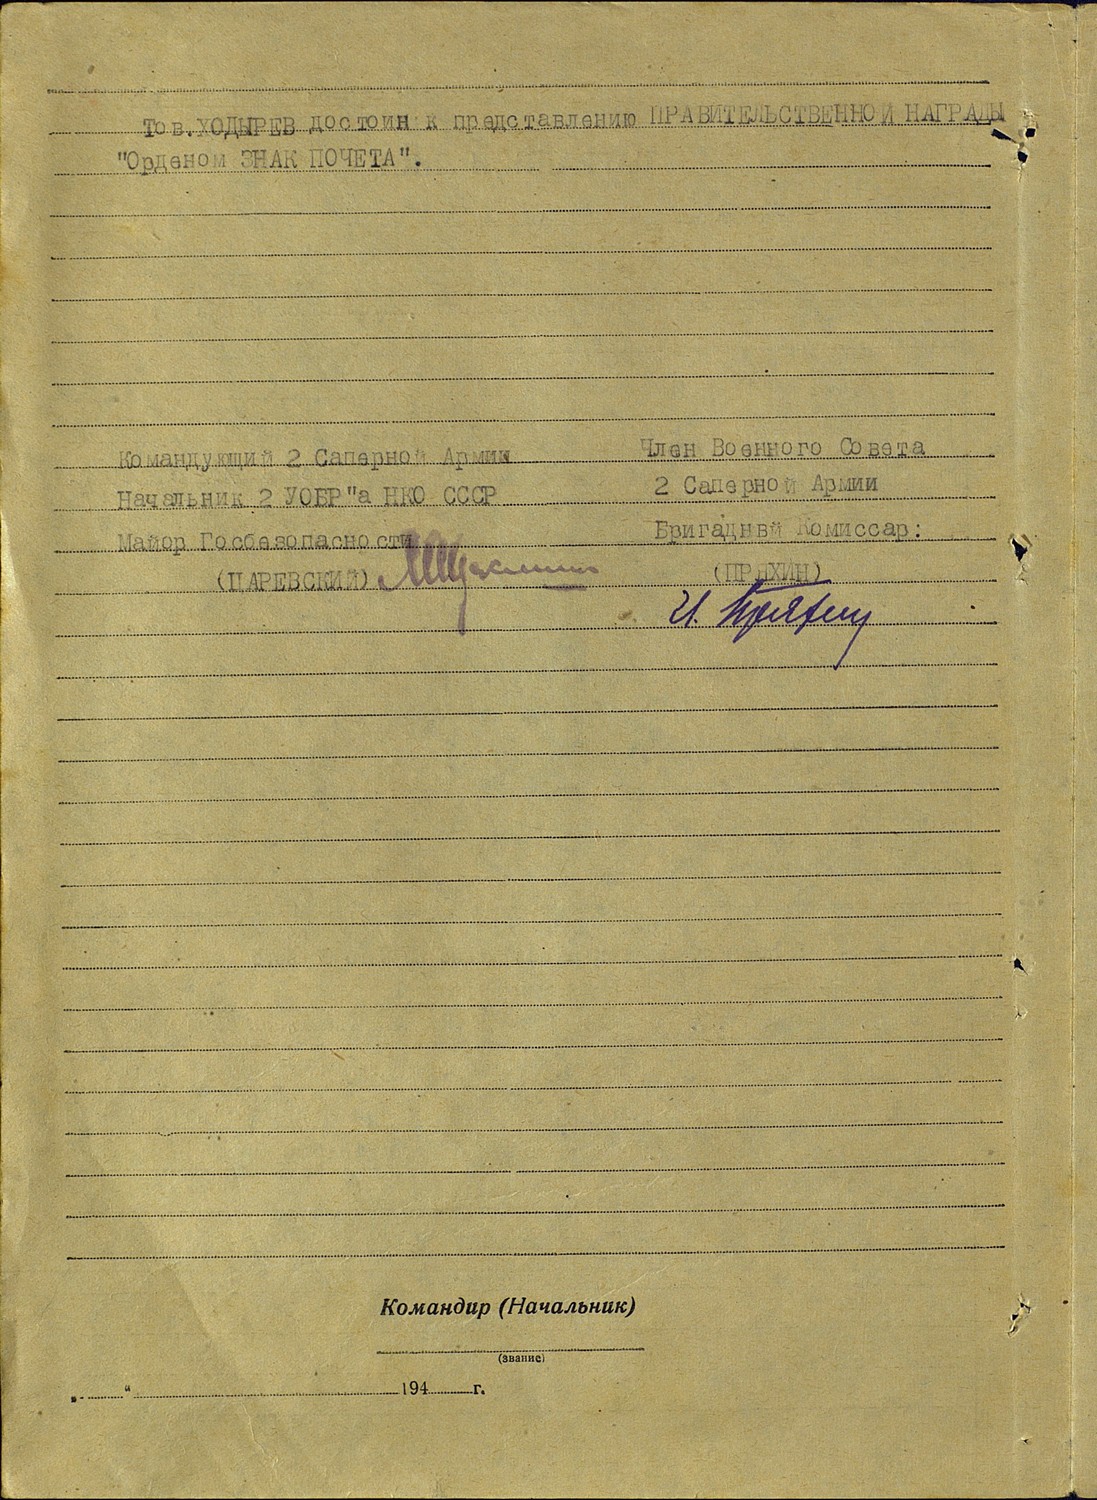 Тов.ХОДЫРЕВ достоин к представлению ПРАВИТЕЛЬСТВЕННОЙ НАГРАДЫ
"Орденом ЗНАК ПОЧЕТА".
Командующий 2 Саперной Армии
Начальник 2 УОБР"а НКО СССР
Майор Госбезопасности
(ЦАРЕВСКИЙ)
Член Военного Совета
2 Саперной Армии
Бригадный Комиссар:
(ПРЯХИН)
И. Пряхин
Командир (Начальник)
(звание)
„ “ 194 г.